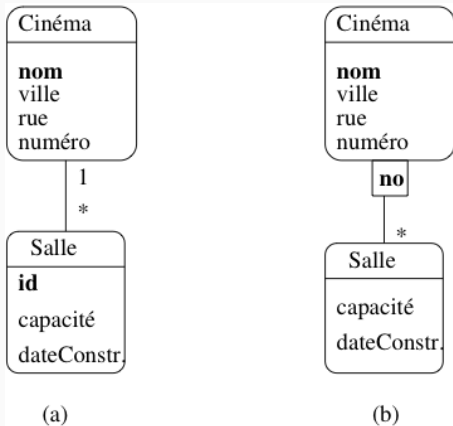 Cinéma
nom
ville
rue
numéro
1
*
Salle
id
capacité
dateConstr.
(a)
Cinéma
nom
ville
rue
numéro
no
*
Salle
capacité
dateConstr.
(b)